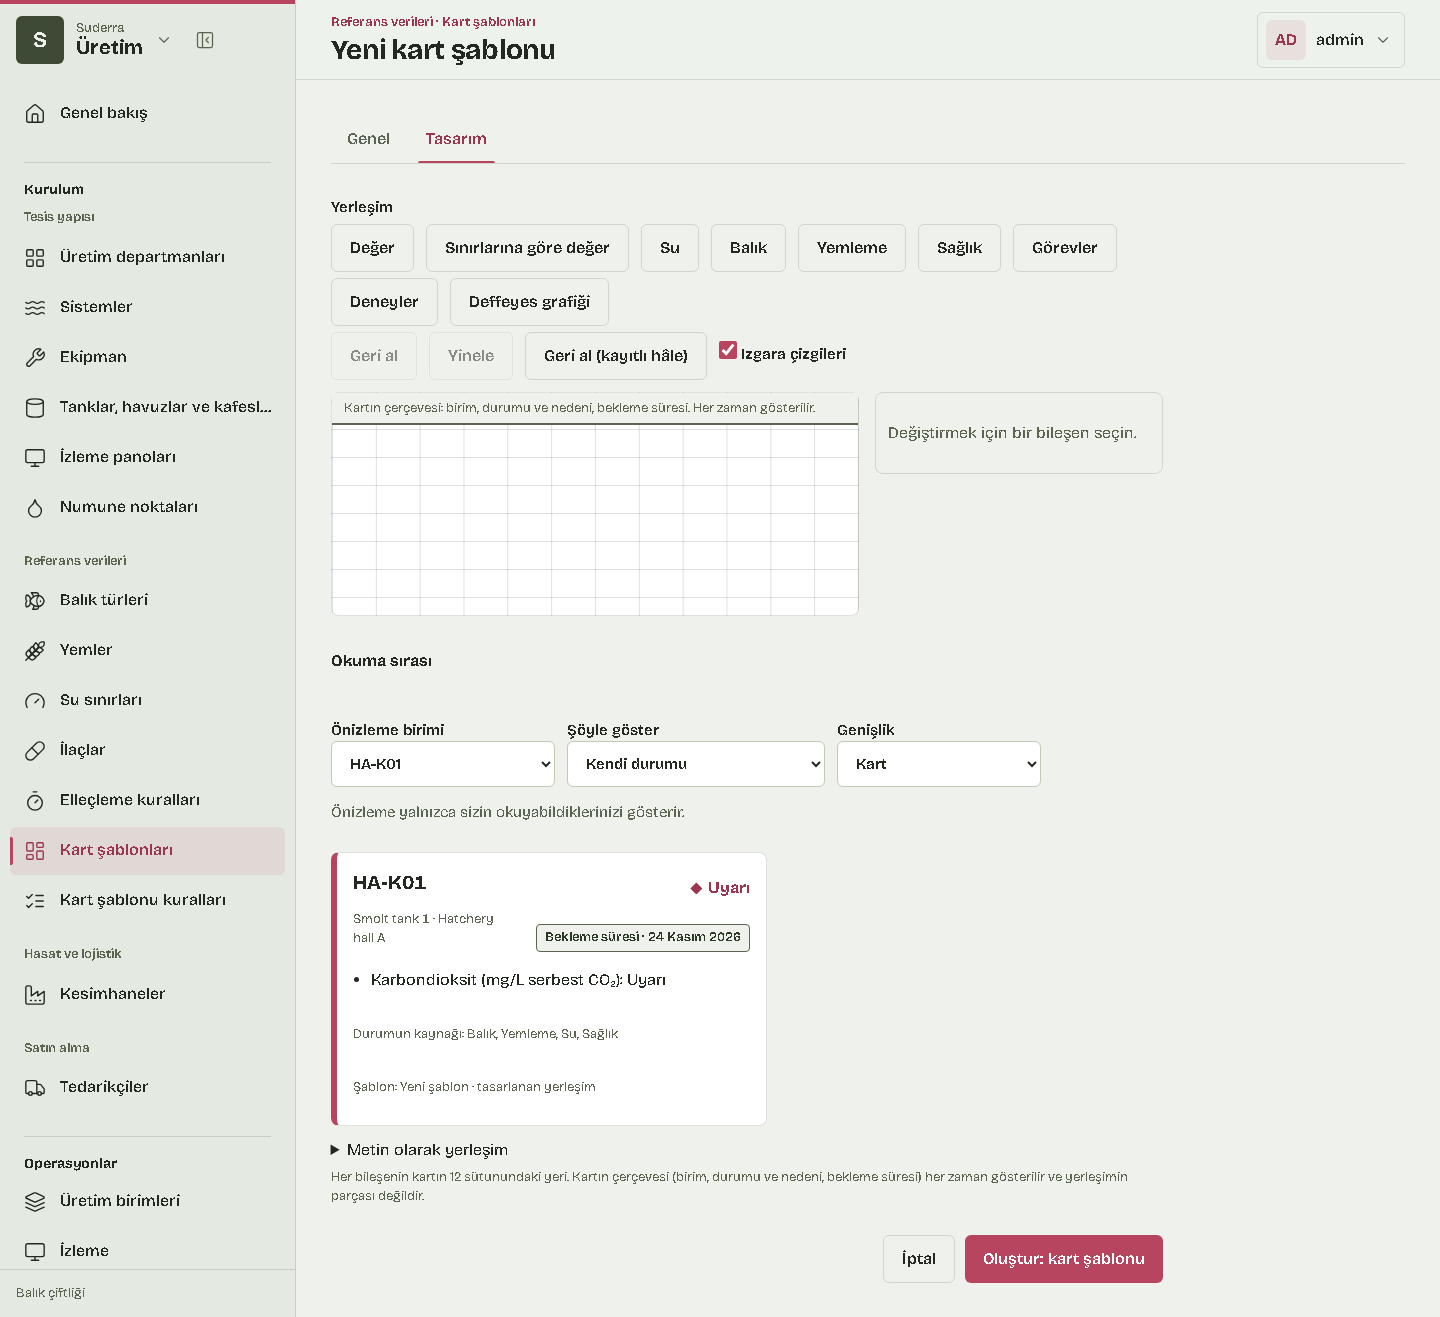 S
Suderra
Üretim
Genel bakış
Kurulum
Tesis yapısı
Üretim departmanları
Sistemler
Ekipman
Tanklar, havuzlar ve kafesl...
İzleme panoları
Numune noktaları
Referans verileri
Balık türleri
Yemler
Su sınırları
İlaçlar
Elleçleme kuralları
Kart şablonları
Kart şablonu kuralları
Hasat ve lojistik
Kesimhaneler
Satın alma
Tedarikçiler
Operasyonlar
Üretim birimleri
İzleme
Balık çiftliği
Referans verileri · Kart şablonları
Yeni kart şablonu
AD
admin
Genel
Tasarım
Yerleşim
Değer
Sınırlarına göre değer
Su
Balık
Yemleme
Sağlık
Görevler
Deneyler
Deffeyes grafiği
Geri al
Yinele
Geri al (kayıtlı hâle)
Izgara çizgileri
Kartın çerçevesi: birim, durumu ve nedeni, bekleme süresi. Her zaman gösterilir.
Değiştirmek için bir bileşen seçin.
Okuma sırası
Önizleme birimi
Şöyle göster
Genişlik
HA-K01
Kendi durumu
Kart
Önizleme yalnızca sizin okuyabildiklerinizi gösterir.
HA-K01
◆ Uyarı
Smolt tank 1 · Hatchery
hall A
Bekleme süresi · 24 Kasım 2026
• Karbondioksit (mg/L serbest CO₂): Uyarı
Durumun kaynağı: Balık, Yemleme, Su, Sağlık
Şablon: Yeni şablon · tasarlanan yerleşim
▶ Metin olarak yerleşim
Her bileşenin kartın 12 sütunundaki yeri. Kartın çerçevesi (birim, durumu ve nedeni, bekleme süresi) her zaman gösterilir ve yerleşimin
parçası değildir.
İptal
Oluştur: kart şablonu